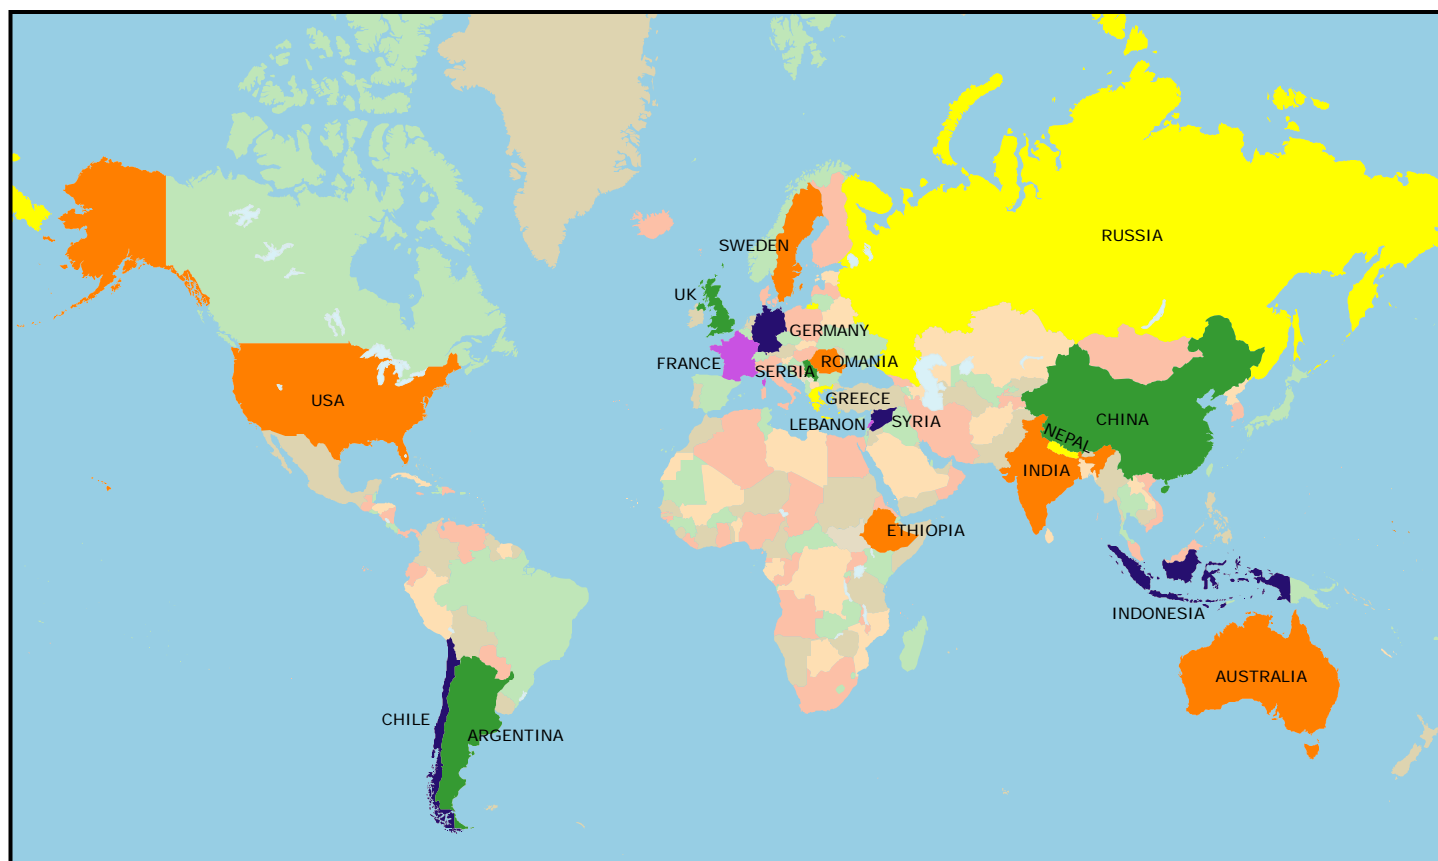 RUSSIA
SWEDEN
UK
GERMANY
FRANCE
ROMANIA
SERBIA
USA
GREECE
CHINA
LEBANON
SYRIA
NEPAL
INDIA
ETHIOPIA
INDONESIA
AUSTRALIA
CHILE
ARGENTINA